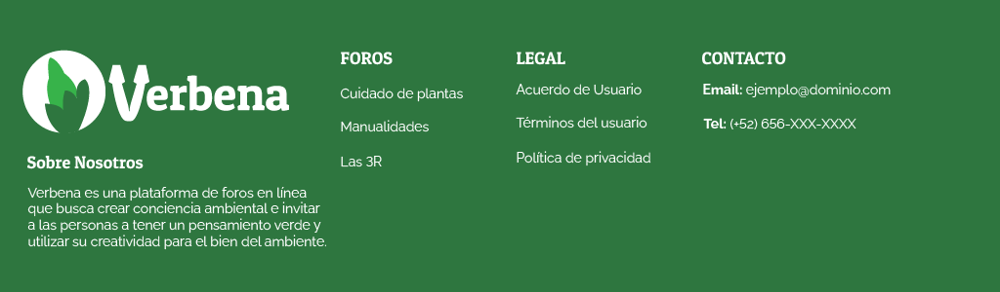 Verbena
Sobre Nosotros
Verbena es una plataforma de foros en línea
que busca crear conciencia ambiental e invitar
a las personas a tener un pensamiento verde y
utilizar su creatividad para el bien del ambiente.
FOROS
Cuidado de plantas
Manualidades
Las 3R
LEGAL
Acuerdo de Usuario
Términos del usuario
Política de privacidad
CONTACTO
Email: ejemplo@dominio.com
Tel: (+52) 656-XXX-XXXX